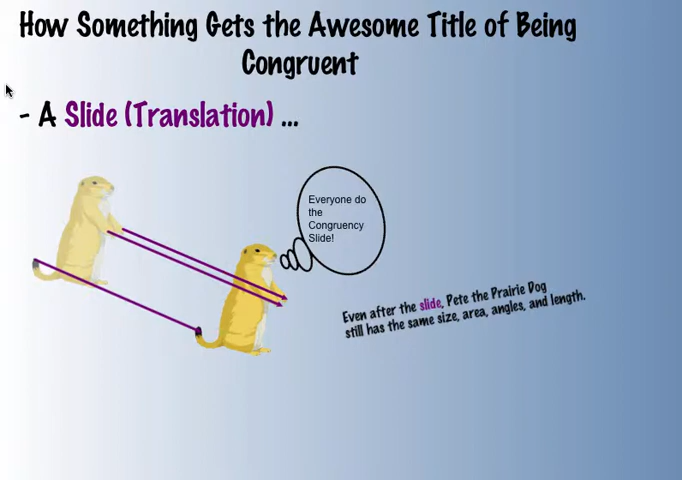 How Something Gets the Awesome Title of Being
Congruent
- A Slide (Translation) ...
Everyone do
the
Congruency
Slide!
Even after the slide, Pete the Prairie Dog
still has the same size, area, angles, and length.